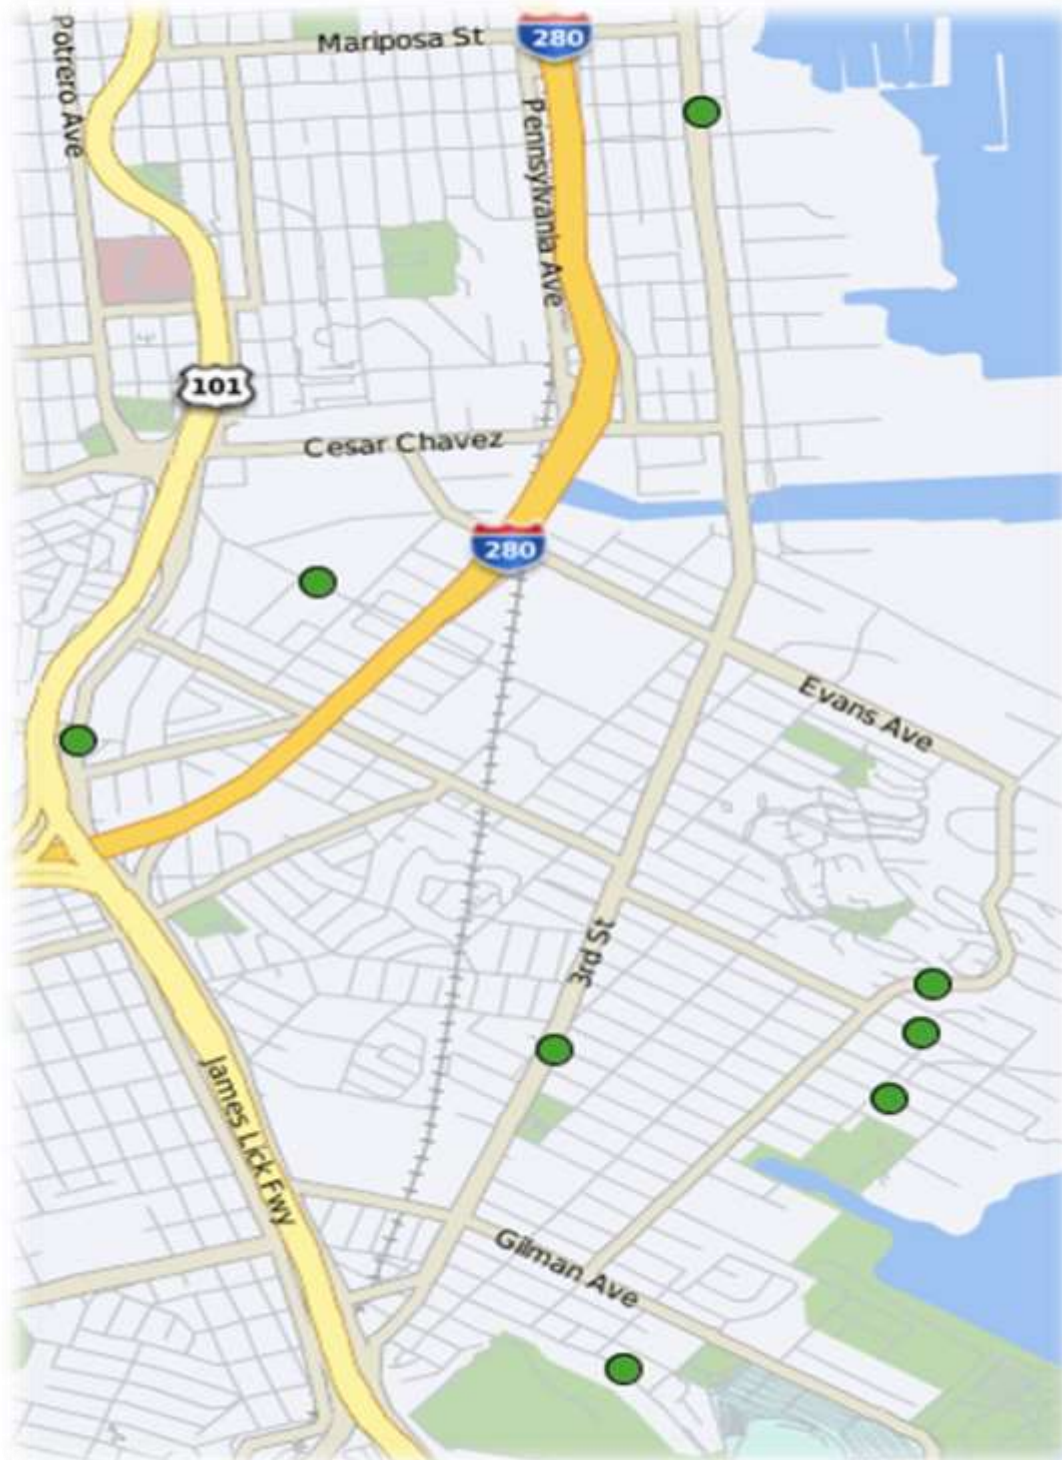 Potrero Ave
Mariposa St
280
Pennsylvania Ave
101
Cesar Chavez
280
Evans Ave
3rd St
James Lick Fwy
Gilman Ave